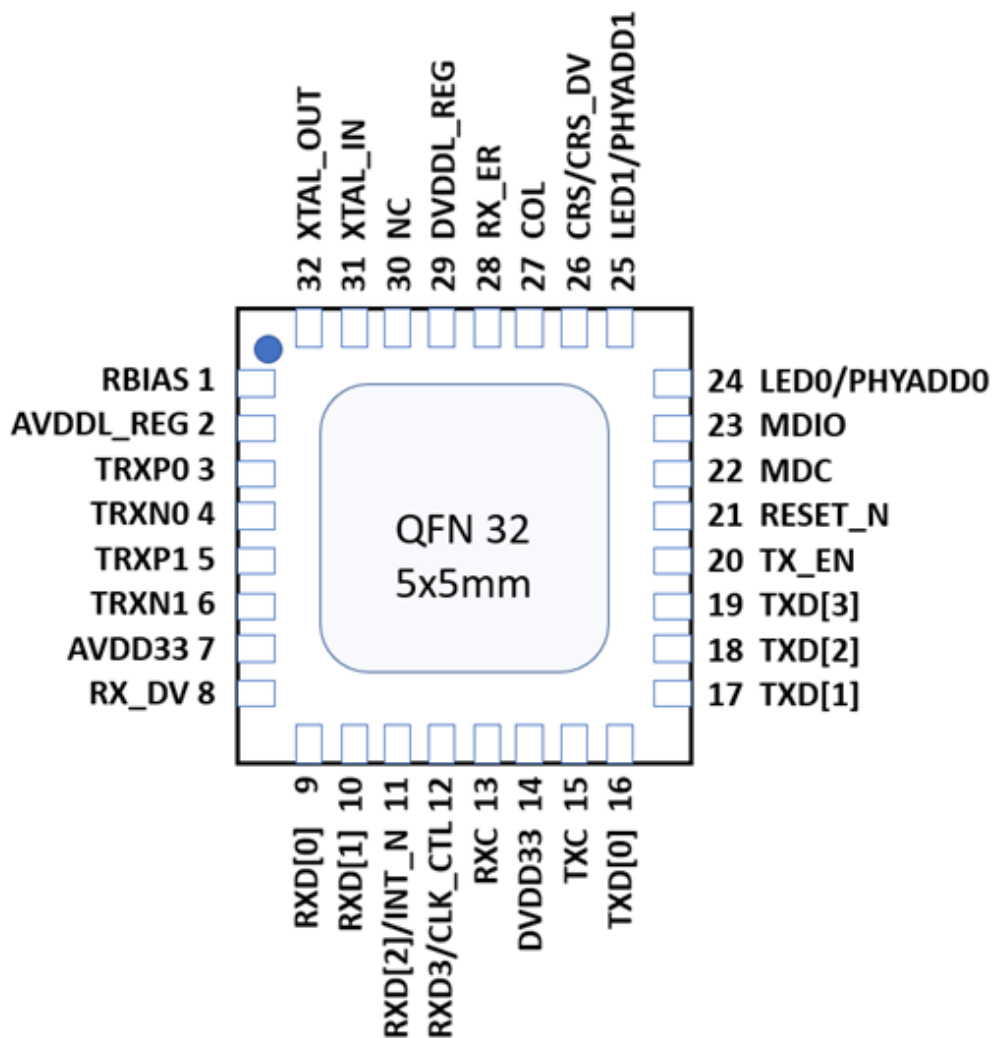 32 XTAL_OUT
31 XTAL_IN
30 NC
29 DVDDL_REG
28 RX_ER
27 COL
26 CRS/CRS_DV
25 LED1/PHYADD1
RBIAS 1
AVDDL_REG 2
TRXP0 3
TRXN0 4
TRXP1 5
TRXN1 6
AVDD33 7
RX_DV 8
QFN 32
5x5mm
24 LED0/PHYADD0
23 MDIO
22 MDC
21 RESET_N
20 TX_EN
19 TXD[3]
18 TXD[2]
17 TXD[1]
RXD[0] 9
RXD[1] 10
RXD[2]/INT_N 11
RXD3/CLK_CTL 12
RXC 13
DVDD33 14
TXC 15
TXD[0] 16